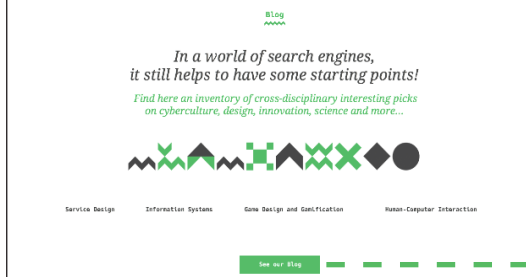 Blog
In a world of search engines,
it still helps to have some starting points!
Find here an inventory of cross-disciplinary interesting picks
on cyberculture, design, innovation, science and more...
Service Design Information Systems Game Design and Gamification Human-Computer Interaction
See our Blog